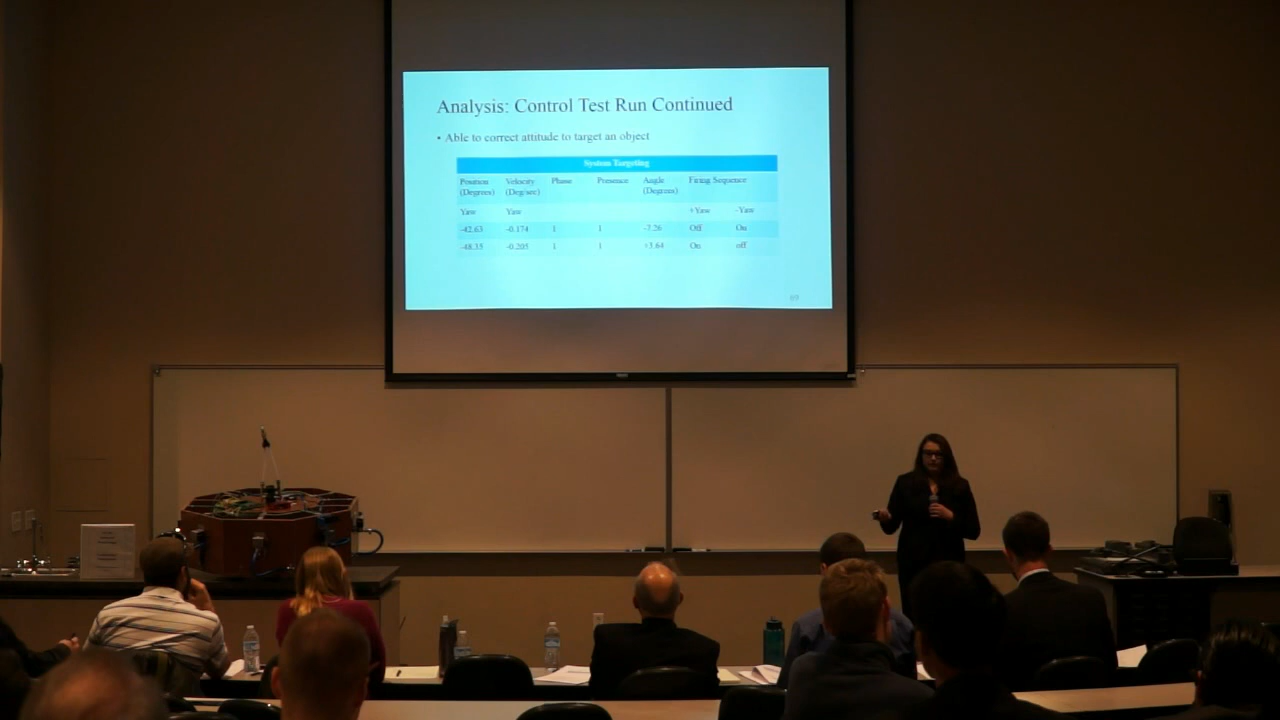 Analysis: Control Test Run Continued
• Able to correct attitude to target an object
System Targeting
Position (Degrees) Velocity (Deg/sec) Phase Presence Angle (Degrees) Firing Sequence
Yaw Yaw +Yaw -Yaw
-42.63 -0.174 1 1 -7.26 Off On
-48.35 -0.205 1 1 +3.64 On off
69